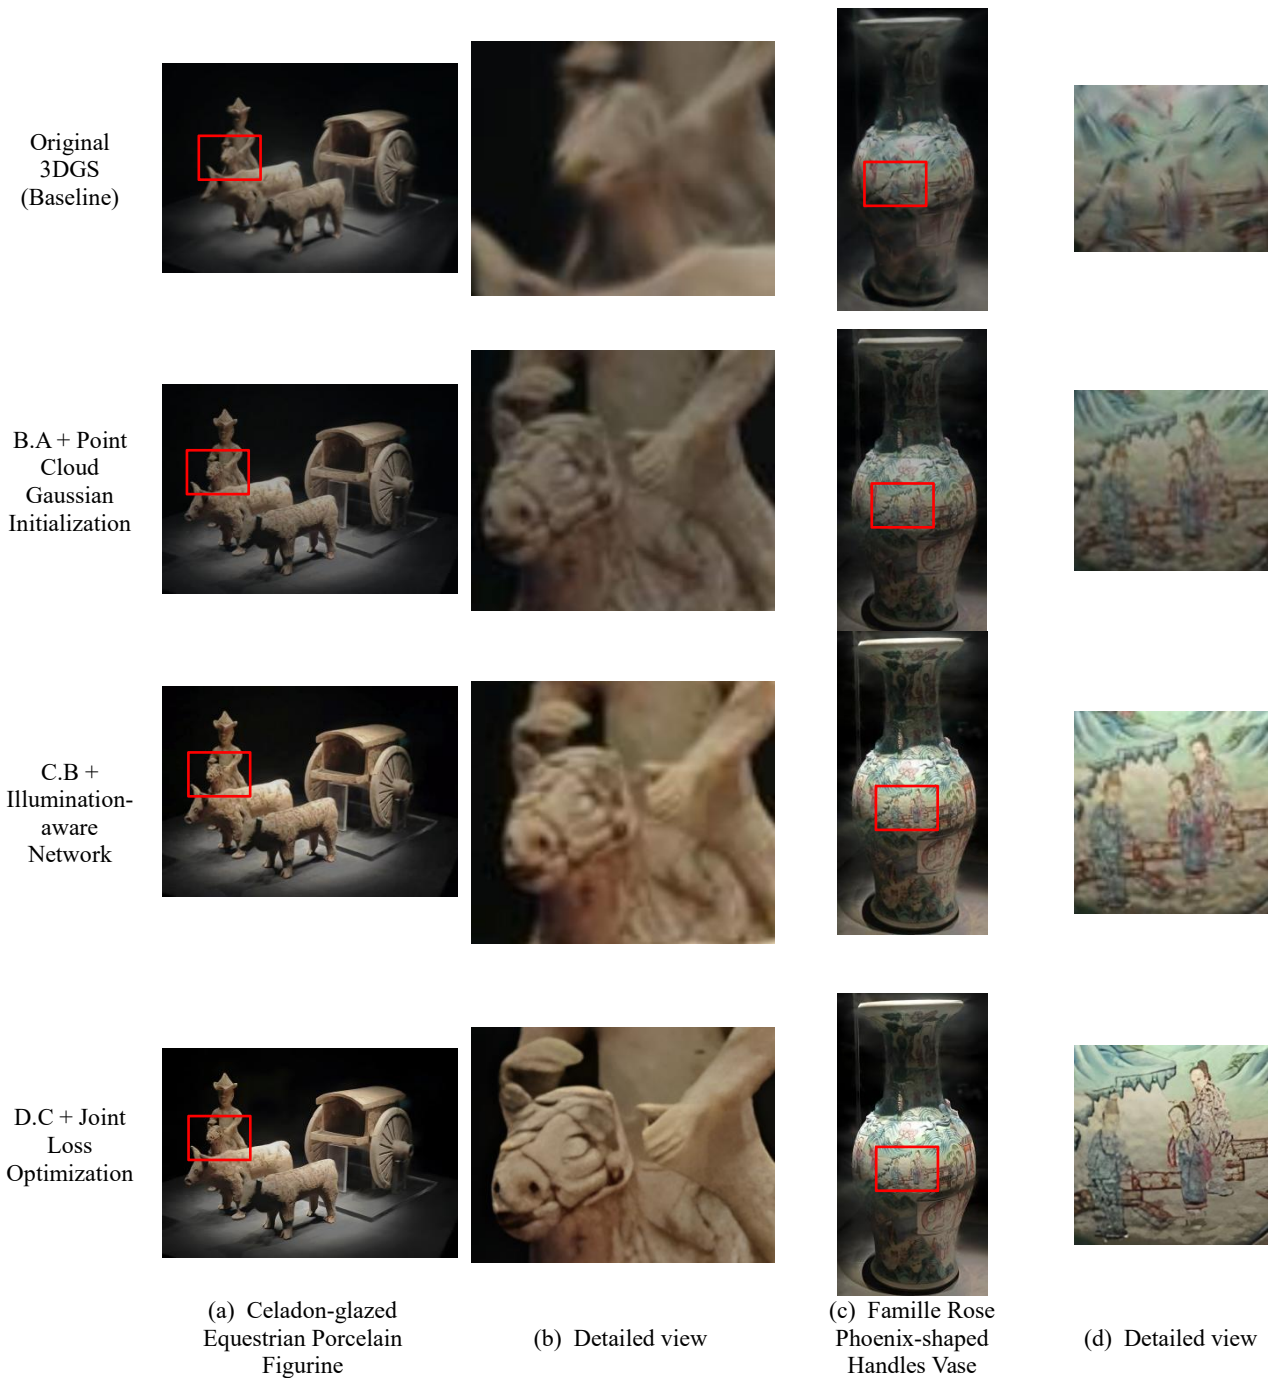 Original
3DGS
(Baseline)
B.A + Point
Cloud
Gaussian
Initialization
C.B +
Illumination-
aware
Network
D.C + Joint
Loss
Optimization
(a) Celadon-glazed
Equestrian Porcelain
Figurine
(b) Detailed view
(c) Famille Rose
Phoenix-shaped
Handles Vase
(d) Detailed view